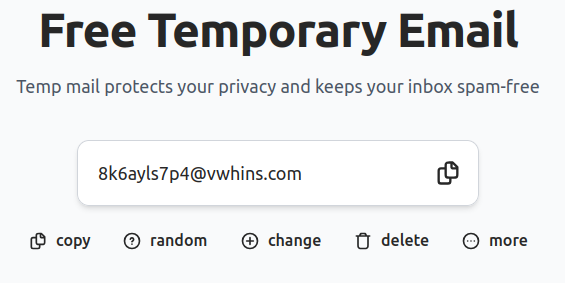 Free Temporary Email
Temp mail protects your privacy and keeps your inbox spam-free
8k6ayls7p4@vwhins.com
copy random change delete more